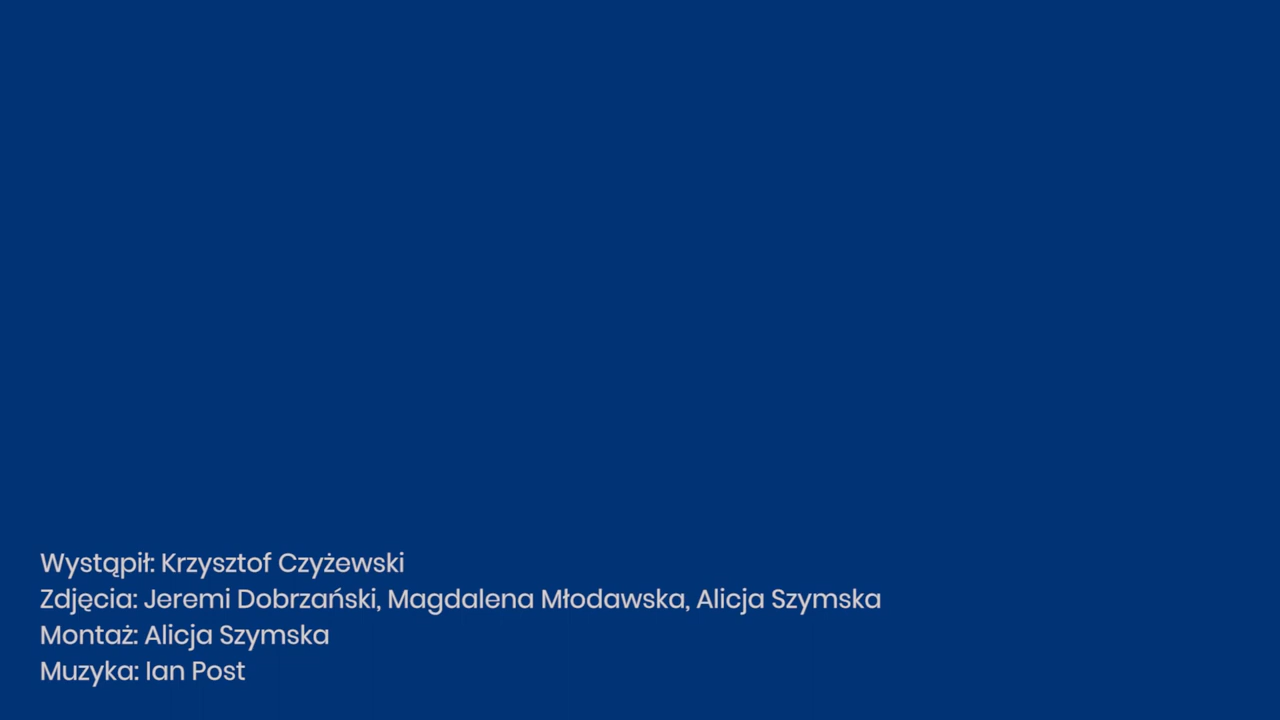 Wystąpił: Krzysztof Czyżewski
Zdjęcia: Jeremi Dobrzański, Magdalena Młodawska, Alicja Szymska
Montaż: Alicja Szymska
Muzyka: Ian Post